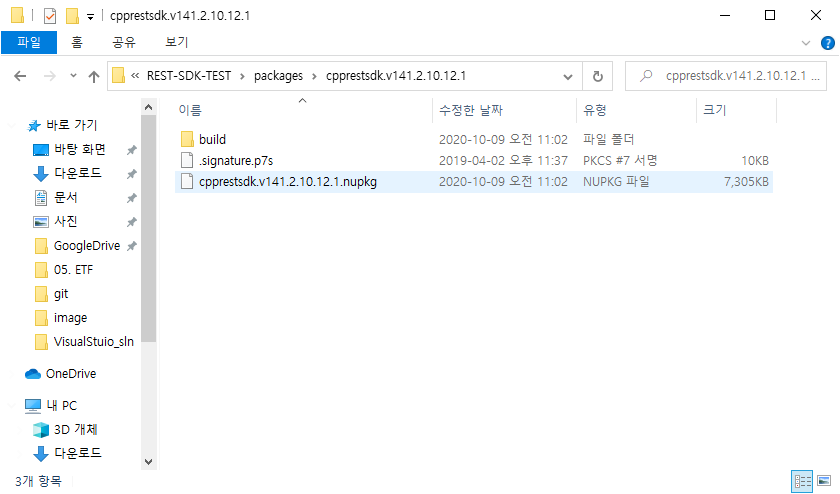 cpprestsdk.v141.2.10.12.1
파일 홈 공유 보기
« REST-SDK-TEST > packages > cpprestsdk.v141.2.10.12.1
cpprestsdk.v141.2.10.12.1 ...
이름 수정한 날짜 유형 크기
build 2020-10-09 오전 11:02 파일 폴더
.signature.p7s 2019-04-02 오후 11:37 PKCS #7 서명 10KB
cpprestsdk.v141.2.10.12.1.nupkg 2020-10-09 오전 11:02 NUPKG 파일 7,305KB
바로 가기
바탕 화면
다운로드
문서
사진
GoogleDrive
05. ETF
git
image
VisualStuio_sln
OneDrive
내 PC
3D 개체
다운로드
3개 항목